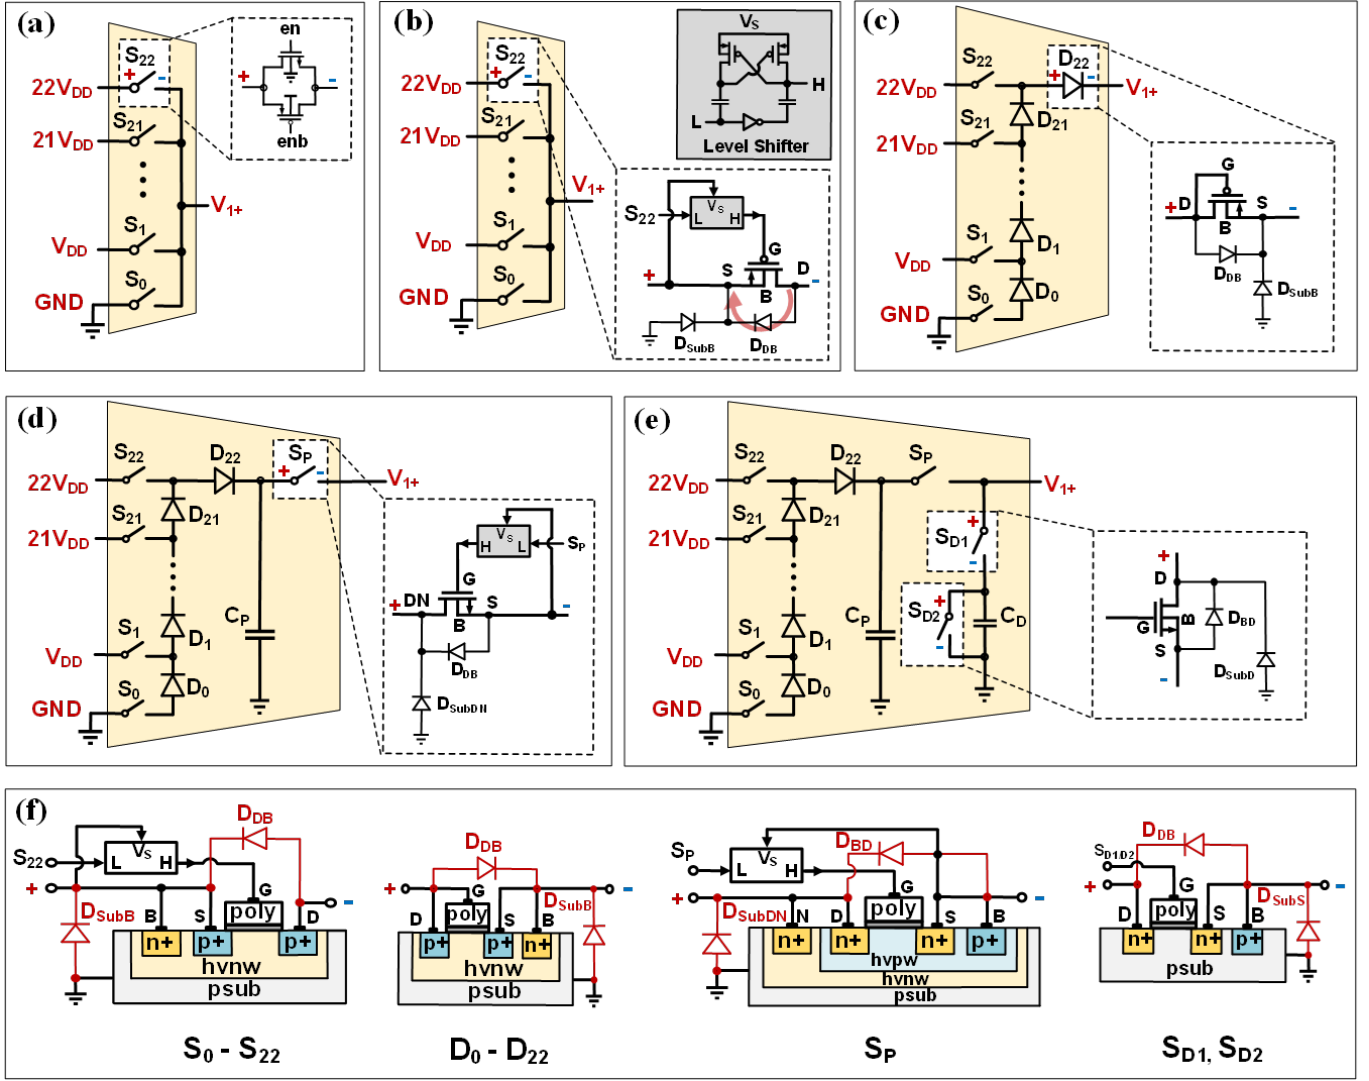 (a)
en
S22
+ -
+ -
22VDD
enb
S21
21VDD
V1+
S1
VDD
S0
GND
(b)
VS
S22
+ -
H
22VDD
L
S21
21VDD
Level Shifter
V1+
S22
VS
L H
G
S1
VDD
+ S D -
B
S0
GND
DSubB DDB
(c)
S22
D22
+ -
22VDD
V1+
S21
D21
21VDD
G
D S
+ -
B
S1
D1
VDD
DDB
S0
D0
DSubB
GND
(d)
S22
D22
SP
+ -
22VDD
V1+
S21
D21
21VDD
VS
H L
SP
G
+ DN S -
B
S1
D1
CP
VDD
DDB
S0
D0
GND
DSubDN
(e)
S22
D22
SP
22VDD
V1+
S21
D21
+
SD1
21VDD
-
+
D
+
SD2
CP
CD
G B
DBD
S1
D1
S
-
VDD
DSubD
-
S0
D0
GND
(f)
DDB
S22
VS
L H
+ -
G
DSubB
B S poly D
n+ p+ p+
hvnw
psub
S0 - S22
DDB
+ -
G
D poly S B
DSubB
p+ p+ n+
hvnw
psub
D0 - D22
SP
VS
L H
DBD
+ -
G
DSubDN
N D poly S B
n+ n+ n+ p+
hvpw
hvnw
psub
SP
DDB
SD1/D2
+ -
G
DSubS
D poly S B
n+ n+ p+
psub
SD1, SD2